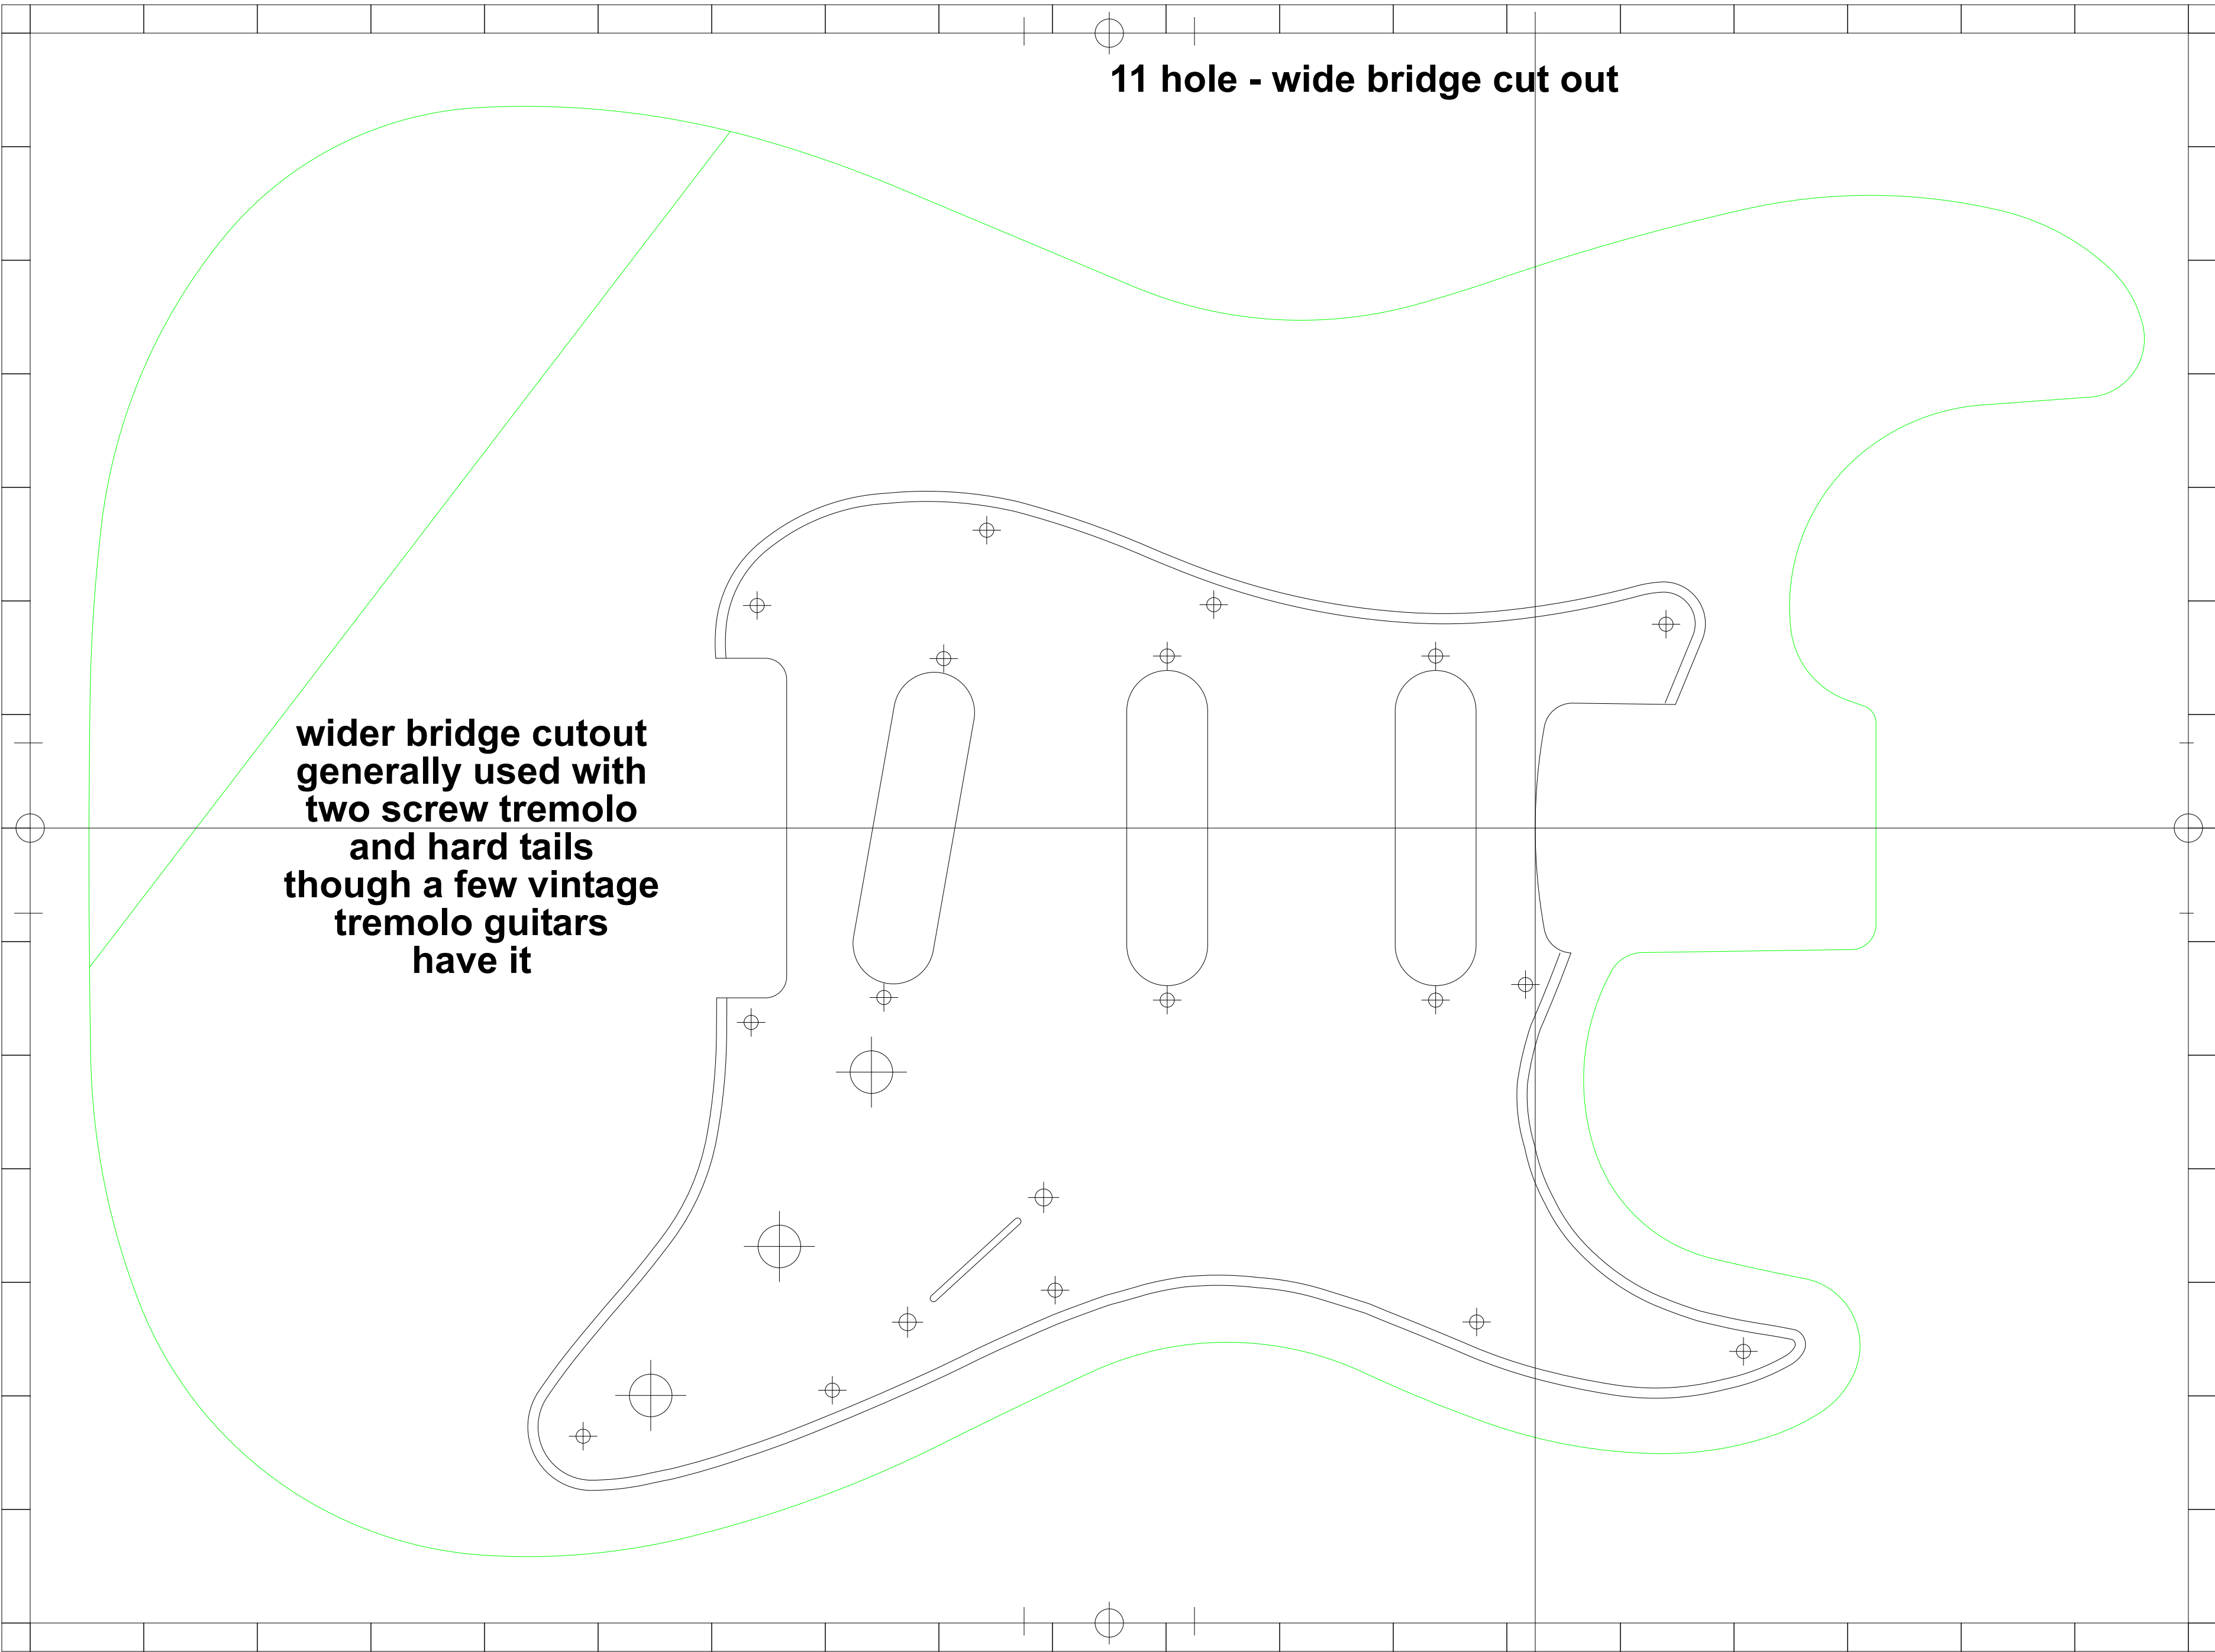 11 hole - wide bridge cut out
wider bridge cutout
generally used with
two screw tremolo
and hard tails
though a few vintage
tremolo guitars
have it